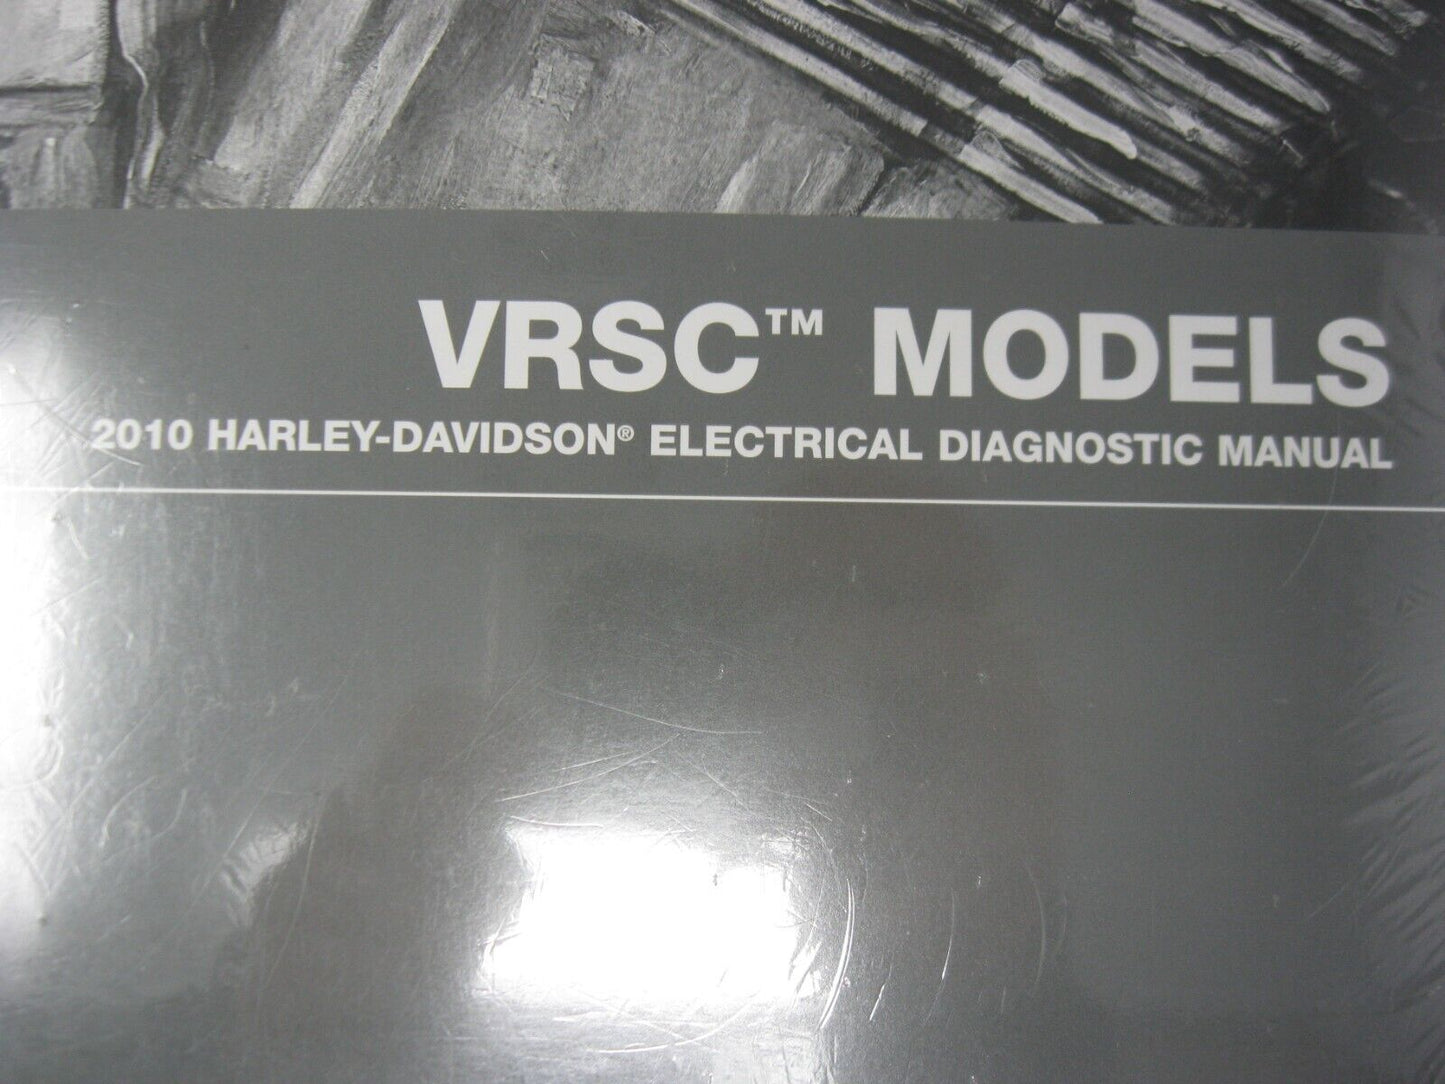 VRSC™ MODELS
2010 HARLEY-DAVIDSON® ELECTRICAL DIAGNOSTIC MANUAL